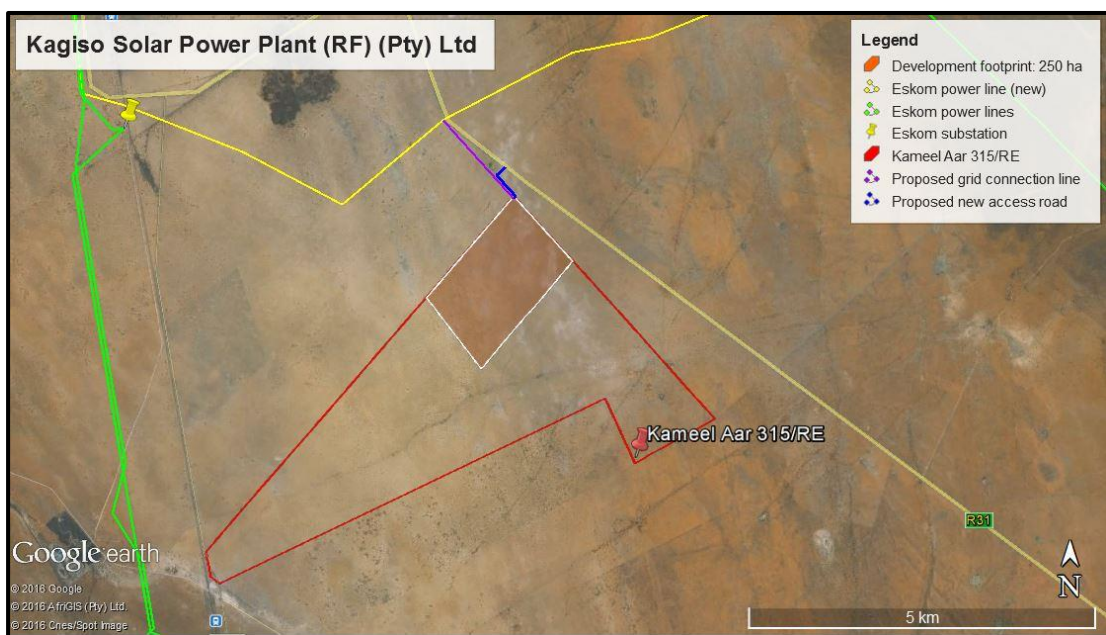 Kagiso Solar Power Plant (RF) (Pty) Ltd
Legend
Development footprint: 250 ha
Eskom power line (new)
Eskom power lines
Eskom substation
Kameel Aar 315/RE
Proposed grid connection line
Proposed new access road
Kameel Aar 315/RE
R31
Google earth
© 2016 Google
© 2016 AfriGIS (Pty) Ltd.
© 2016 Cnes/Spot Image
N
5 km